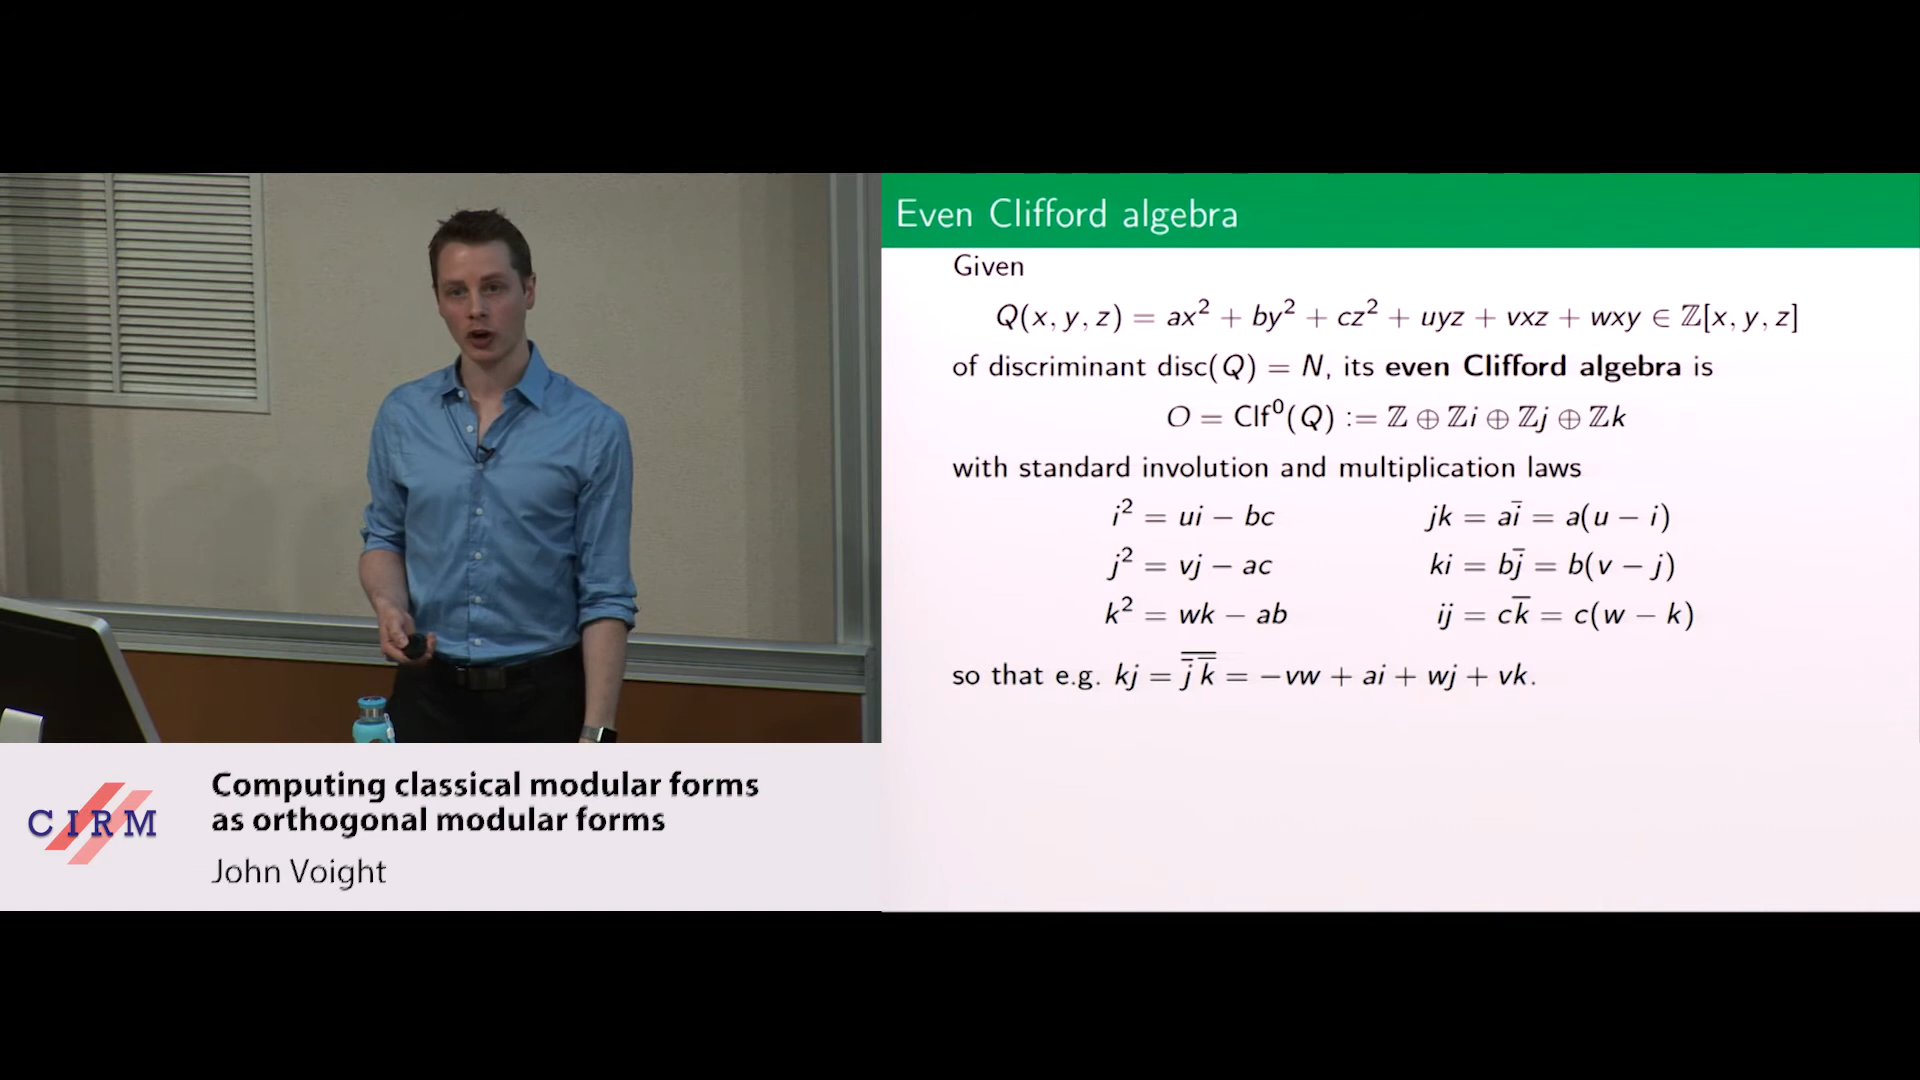 Even Clifford algebra
Given
Q(x, y, z) = ax² + by² + cz² + uyz + vxz + wxy ∈ ℤ[x, y, z]
of discriminant disc(Q) = N, its even Clifford algebra is
O = Clf⁰(Q) := ℤ ⊕ ℤi ⊕ ℤj ⊕ ℤk
with standard involution and multiplication laws
i² = ui − bc jk = aī = a(u − i)
j² = vj − ac ki = bj̄ = b(v − j)
k² = wk − ab ij = ck̄ = c(w − k)
so that e.g. kj = \overline{\overline{j}\,\overline{k}} = −vw + ai + wj + vk.
CIRM
Computing classical modular forms
as orthogonal modular forms
John Voight